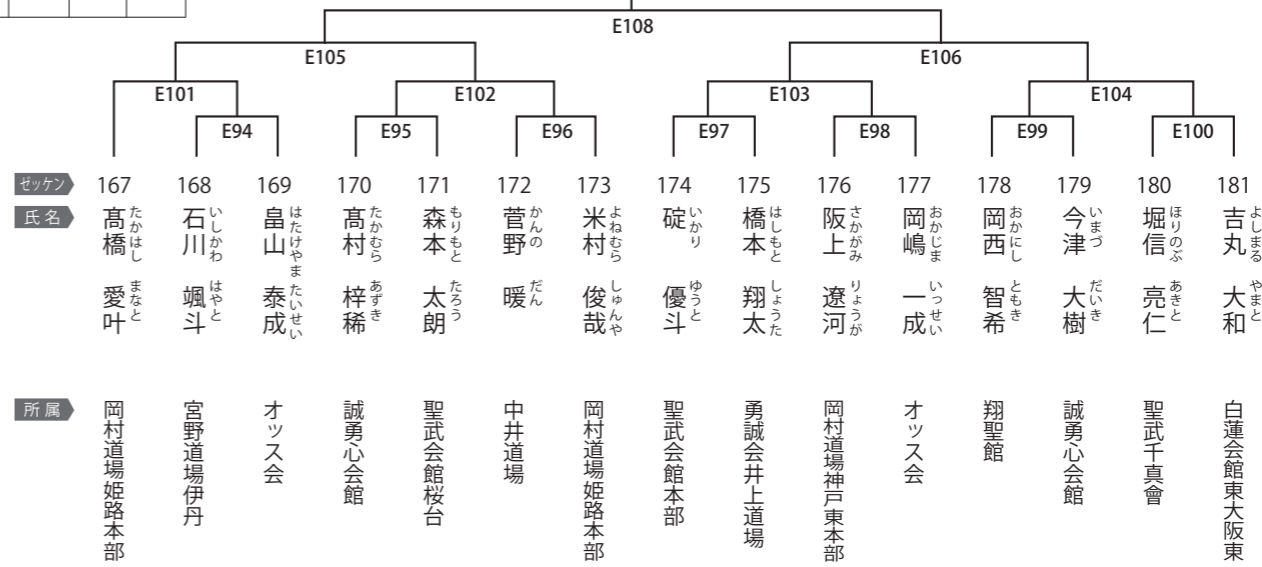 E108
E105
E106
E101
E102
E103
E104
E94
E95
E96
E97
E98
E99
E100
ゼッケン
167
168
169
170
171
172
173
174
175
176
177
178
179
180
181
氏名
髙橋 愛叶
たかはし まなと
石川 颯斗
いしかわ はやと
畠山 泰成
はたけやま たいせい
髙村 梓稀
たかむら あずき
森本 太朗
もりもと たろう
菅野 暖
かんの だん
米村 俊哉
よねむら しゅんや
碇 優斗
いかり ゆうと
橋本 翔太
はしもと しょうた
阪上 遼河
さかがみ りょうが
岡嶋 一成
おかじま いっせい
岡西 智希
おかにし ともき
今津 大樹
いまづ だいき
堀信 亮仁
ほりのぶ あきと
吉丸 大和
よしまる やまと
所属
岡村道場姫路本部
宮野道場伊丹
オッス会
誠勇心会館
聖武会館桜台
中井道場
岡村道場姫路本部
聖武会館本部
勇誠会井上道場
岡村道場神戸東本部
オッス会
翔聖館
誠勇心会館
聖武千真會
白蓮会館東大阪東